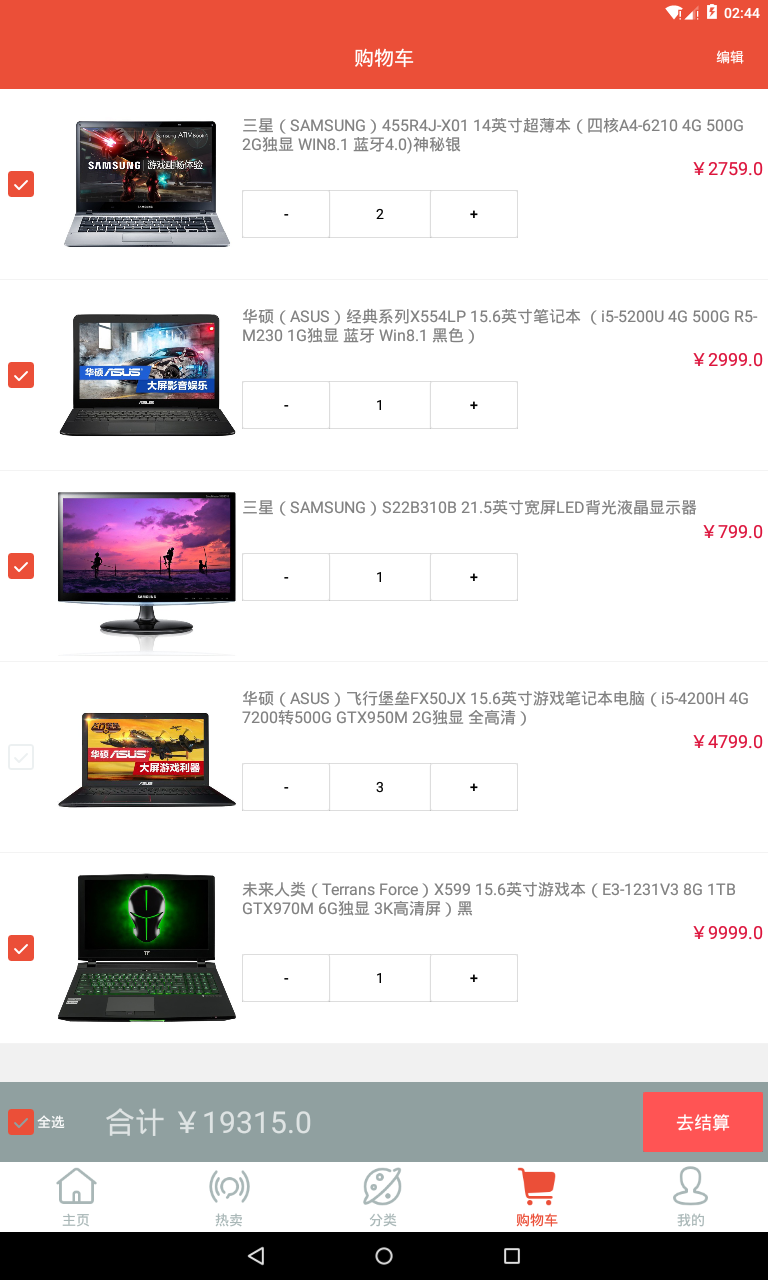 02:44
购物车
编辑
三星（SAMSUNG）455R4J-X01 14英寸超薄本（四核A4-6210 4G 500G
2G独显 WIN8.1 蓝牙4.0)神秘银
￥2759.0
SAMSUNG 游戏酣畅体验
- 2 +
华硕（ASUS）经典系列X554LP 15.6英寸笔记本 （i5-5200U 4G 500G R5-
M230 1G独显 蓝牙 Win8.1 黑色）
￥2999.0
华硕 ASUS
大屏影音娱乐
- 1 +
三星（SAMSUNG）S22B310B 21.5英寸宽屏LED背光液晶显示器
￥799.0
- 1 +
SAMSUNG
华硕（ASUS）飞行堡垒FX50JX 15.6英寸游戏笔记本电脑（i5-4200H 4G
7200转500G GTX950M 2G独显 全高清）
￥4799.0
华硕 ASUS
大屏游戏利器
- 3 +
未来人类（Terrans Force）X599 15.6英寸游戏本（E3-1231V3 8G 1TB
GTX970M 6G独显 3K高清屏）黑
￥9999.0
- 1 +
全选
合计 ￥19315.0
去结算
主页
热卖
分类
购物车
我的